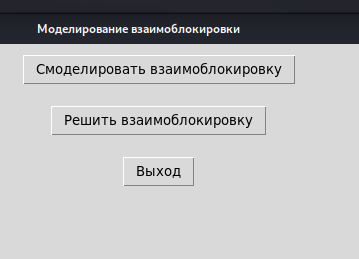 Моделирование взаимоблокировки
Смоделировать взаимоблокировку
Решить взаимоблокировку
Выход